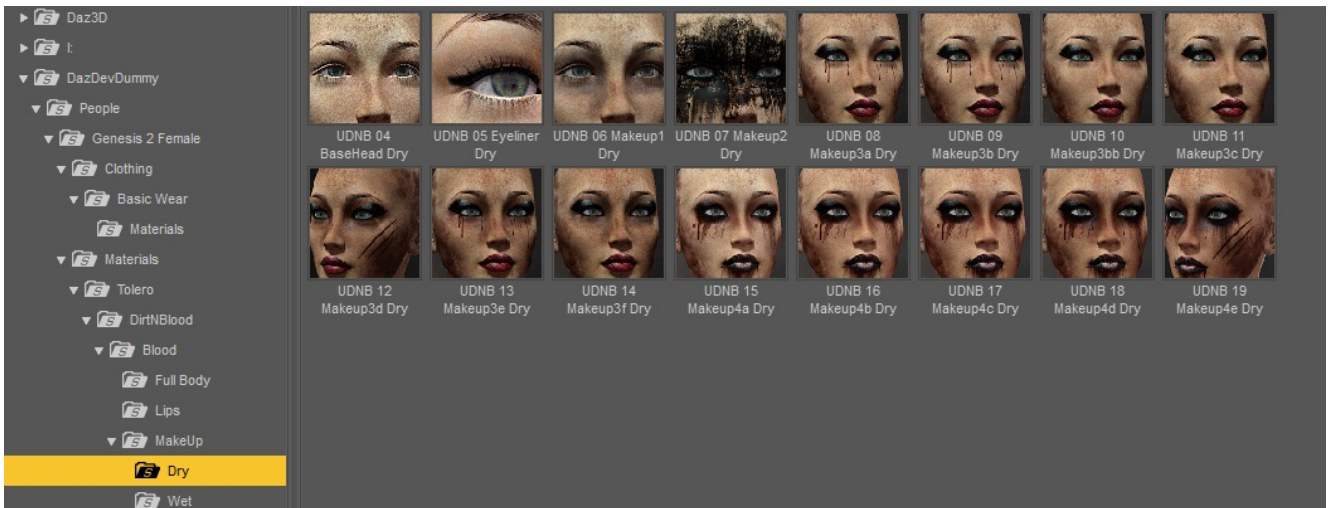 Daz3D
I:
DazDevDummy
People
Genesis 2 Female
Clothing
Basic Wear
Materials
Materials
Tolero
DirtNBlood
Blood
Full Body
Lips
MakeUp
Dry
Wet
UDNB 04
BaseHead Dry
UDNB 05 Eyeliner
Dry
UDNB 06 Makeup1
Dry
UDNB 07 Makeup2
Dry
UDNB 08
Makeup3a Dry
UDNB 09
Makeup3b Dry
UDNB 10
Makeup3bb Dry
UDNB 11
Makeup3c Dry
UDNB 12
Makeup3d Dry
UDNB 13
Makeup3e Dry
UDNB 14
Makeup3f Dry
UDNB 15
Makeup4a Dry
UDNB 16
Makeup4b Dry
UDNB 17
Makeup4c Dry
UDNB 18
Makeup4d Dry
UDNB 19
Makeup4e Dry